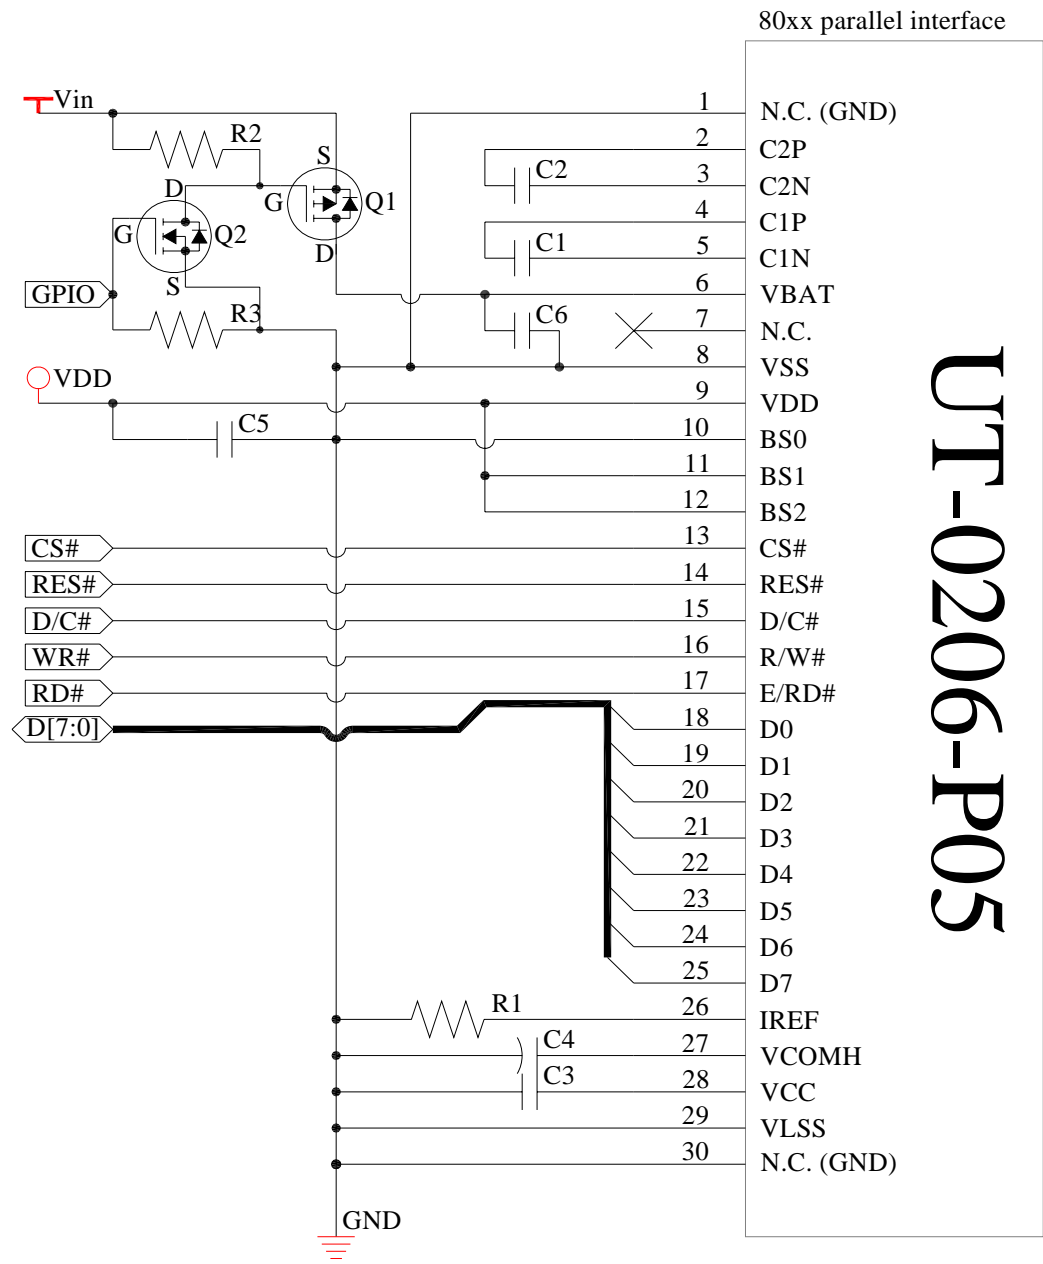 80xx parallel interface
Vin
R2
S
D
G
Q1
G
Q2
D
S
GPIO
R3
VDD
C5
CS#
RES#
D/C#
WR#
RD#
D[7:0]
C2
C1
C6
R1
C4
C3
GND
1 N.C. (GND)
2 C2P
3 C2N
4 C1P
5 C1N
6 VBAT
7 N.C.
8 VSS
9 VDD
10 BS0
11 BS1
12 BS2
13 CS#
14 RES#
15 D/C#
16 R/W#
17 E/RD#
18 D0
19 D1
20 D2
21 D3
22 D4
23 D5
24 D6
25 D7
26 IREF
27 VCOMH
28 VCC
29 VLSS
30 N.C. (GND)
UT-0206-P05